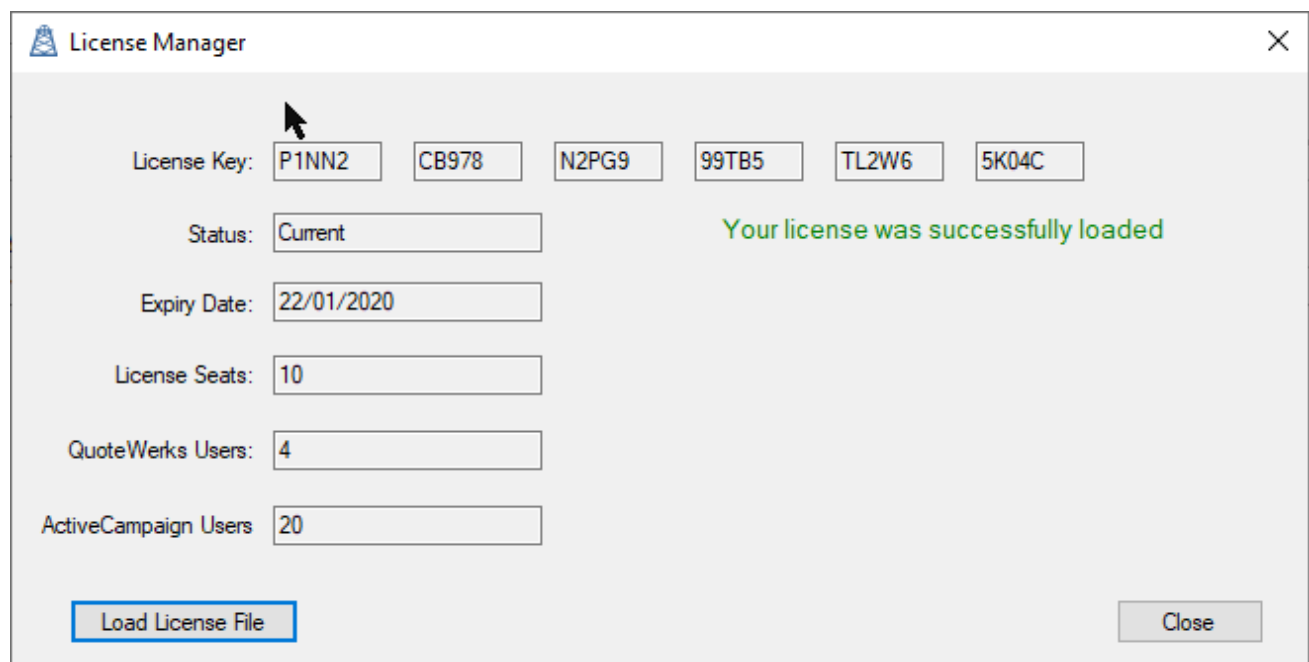 License Manager
License Key: P1NN2 CB978 N2PG9 99TB5 TL2W6 5K04C
Status: Current Your license was successfully loaded
Expiry Date: 22/01/2020
License Seats: 10
QuoteWerks Users: 4
ActiveCampaign Users 20
Load License File Close